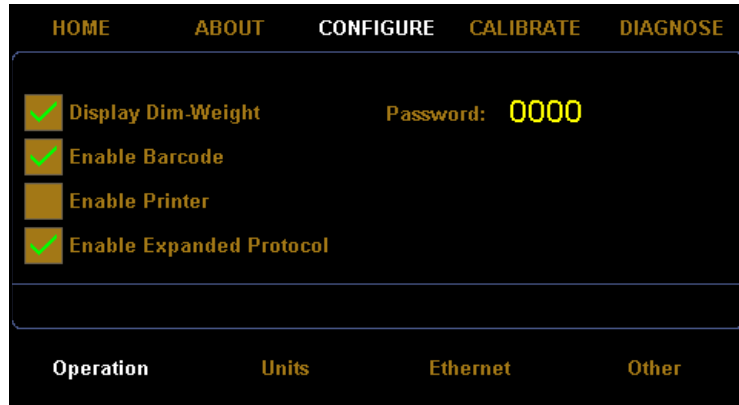 HOME ABOUT CONFIGURE CALIBRATE DIAGNOSE
Display Dim-Weight Password: 0000
Enable Barcode
Enable Printer
Enable Expanded Protocol
Operation Units Ethernet Other